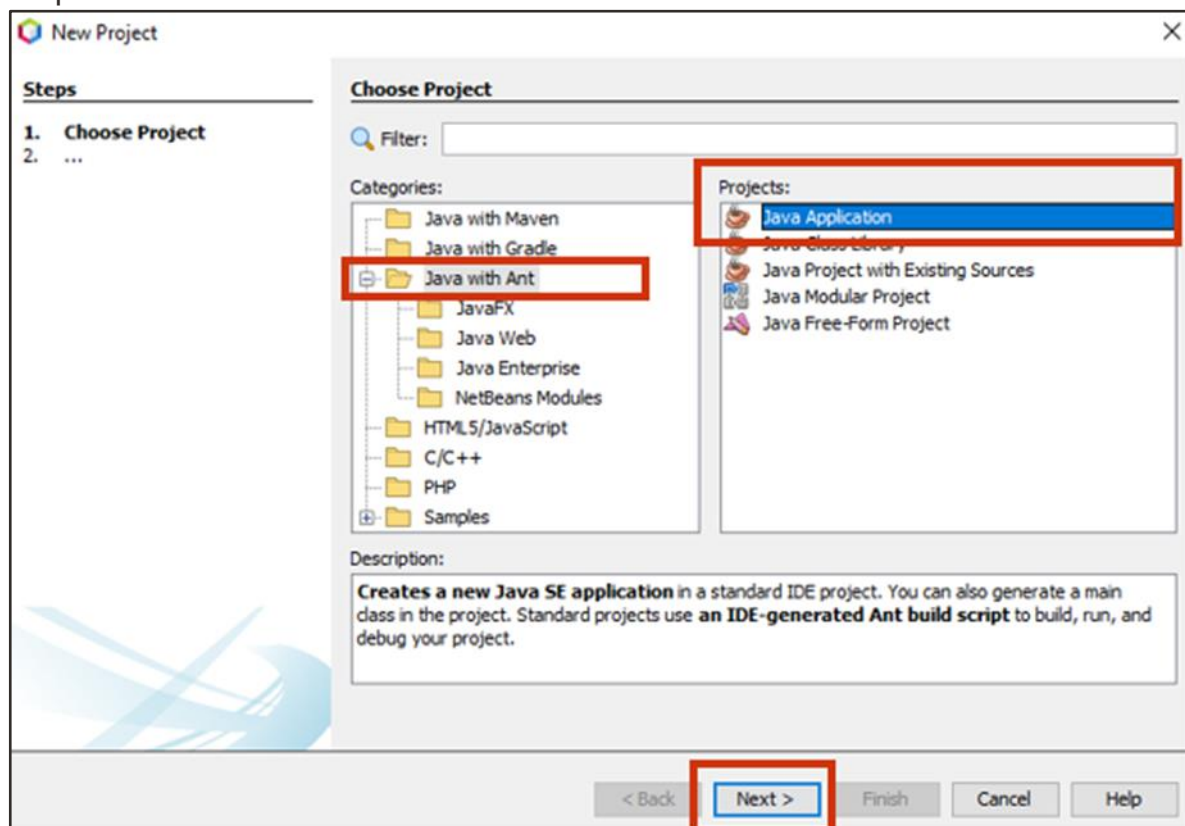 New Project
Steps
1. Choose Project
2. ...
Choose Project
Filter:
Categories:
Java with Maven
Java with Gradle
Java with Ant
JavaFX
Java Web
Java Enterprise
NetBeans Modules
HTML5/JavaScript
C/C++
PHP
Samples
Projects:
Java Application
Java Class Library
Java Project with Existing Sources
Java Modular Project
Java Free-Form Project
Description:
Creates a new Java SE application in a standard IDE project. You can also generate a main
class in the project. Standard projects use an IDE-generated Ant build script to build, run, and
debug your project.
< Back
Next >
Finish
Cancel
Help